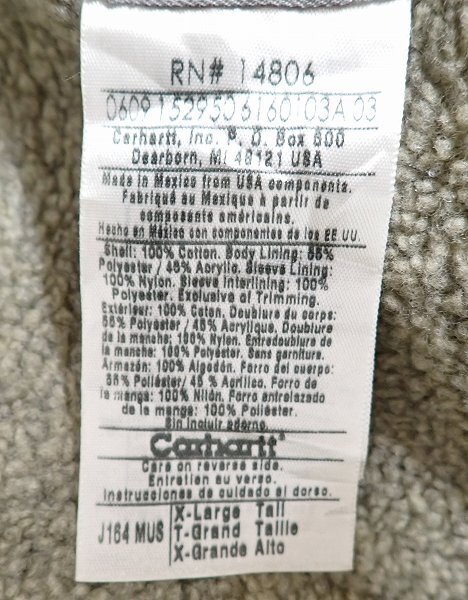 RN# 14806
0609 1529506160103A 03
Carhartt, Inc. P. O. Box 600
Dearborn, MI 48121 USA
Made in Mexico from USA components.
Fabriqué au Mexique à partir de
composants américains.
Hecho en México con componentes de los EE UU.
Shell: 100% Cotton. Body Lining: 55%
Polyester / 45% Acrylic. Sleeve Lining:
100% Nylon. Sleeve Interlining: 100%
Polyester. Exclusive of Trimming.
Extérieur: 100% Coton. Doublure du corps:
55% Polyester / 45% Acrylique. Doublure
de la manche: 100% Nylon. Entredoublure de
la manche: 100% Polyester. Sans garniture.
Armazón: 100% Algodón. Forro del cuerpo:
55% Poliéster/ 45 % Acrílico. Forro de
la manga: 100% Nilón. Forro entrelazado
de la manga: 100% Poliéster.
Sin incluir adorno.
Carhartt
Care on reverse side.
Entretien au verso.
Instrucciones de cuidado al dorso.
J164 MUS
X-Large Tall
T-Grand Taille
X-Grande Alto